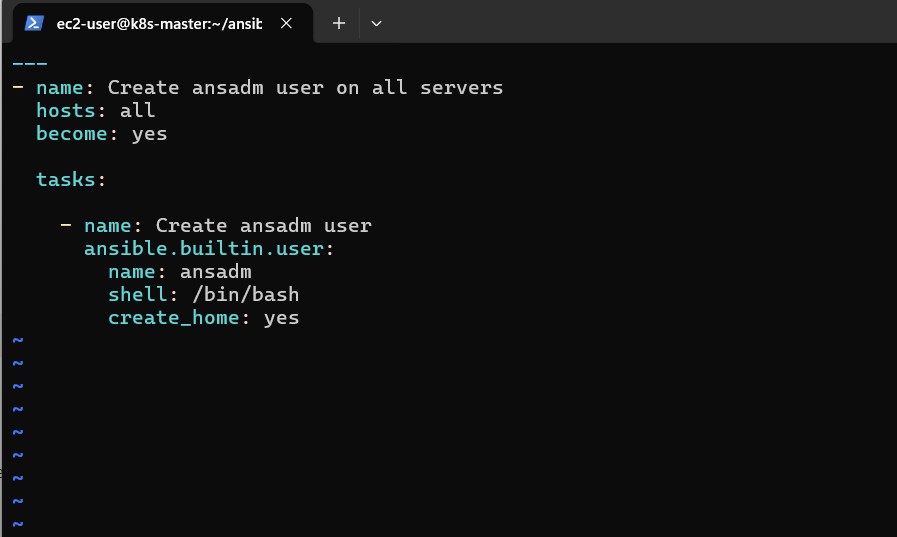 ec2-user@k8s-master:~/ansib
---
- name: Create ansadm user on all servers
  hosts: all
  become: yes

  tasks:

    - name: Create ansadm user
      ansible.builtin.user:
        name: ansadm
        shell: /bin/bash
        create_home: yes
~
~
~
~
~
~
~
~
~